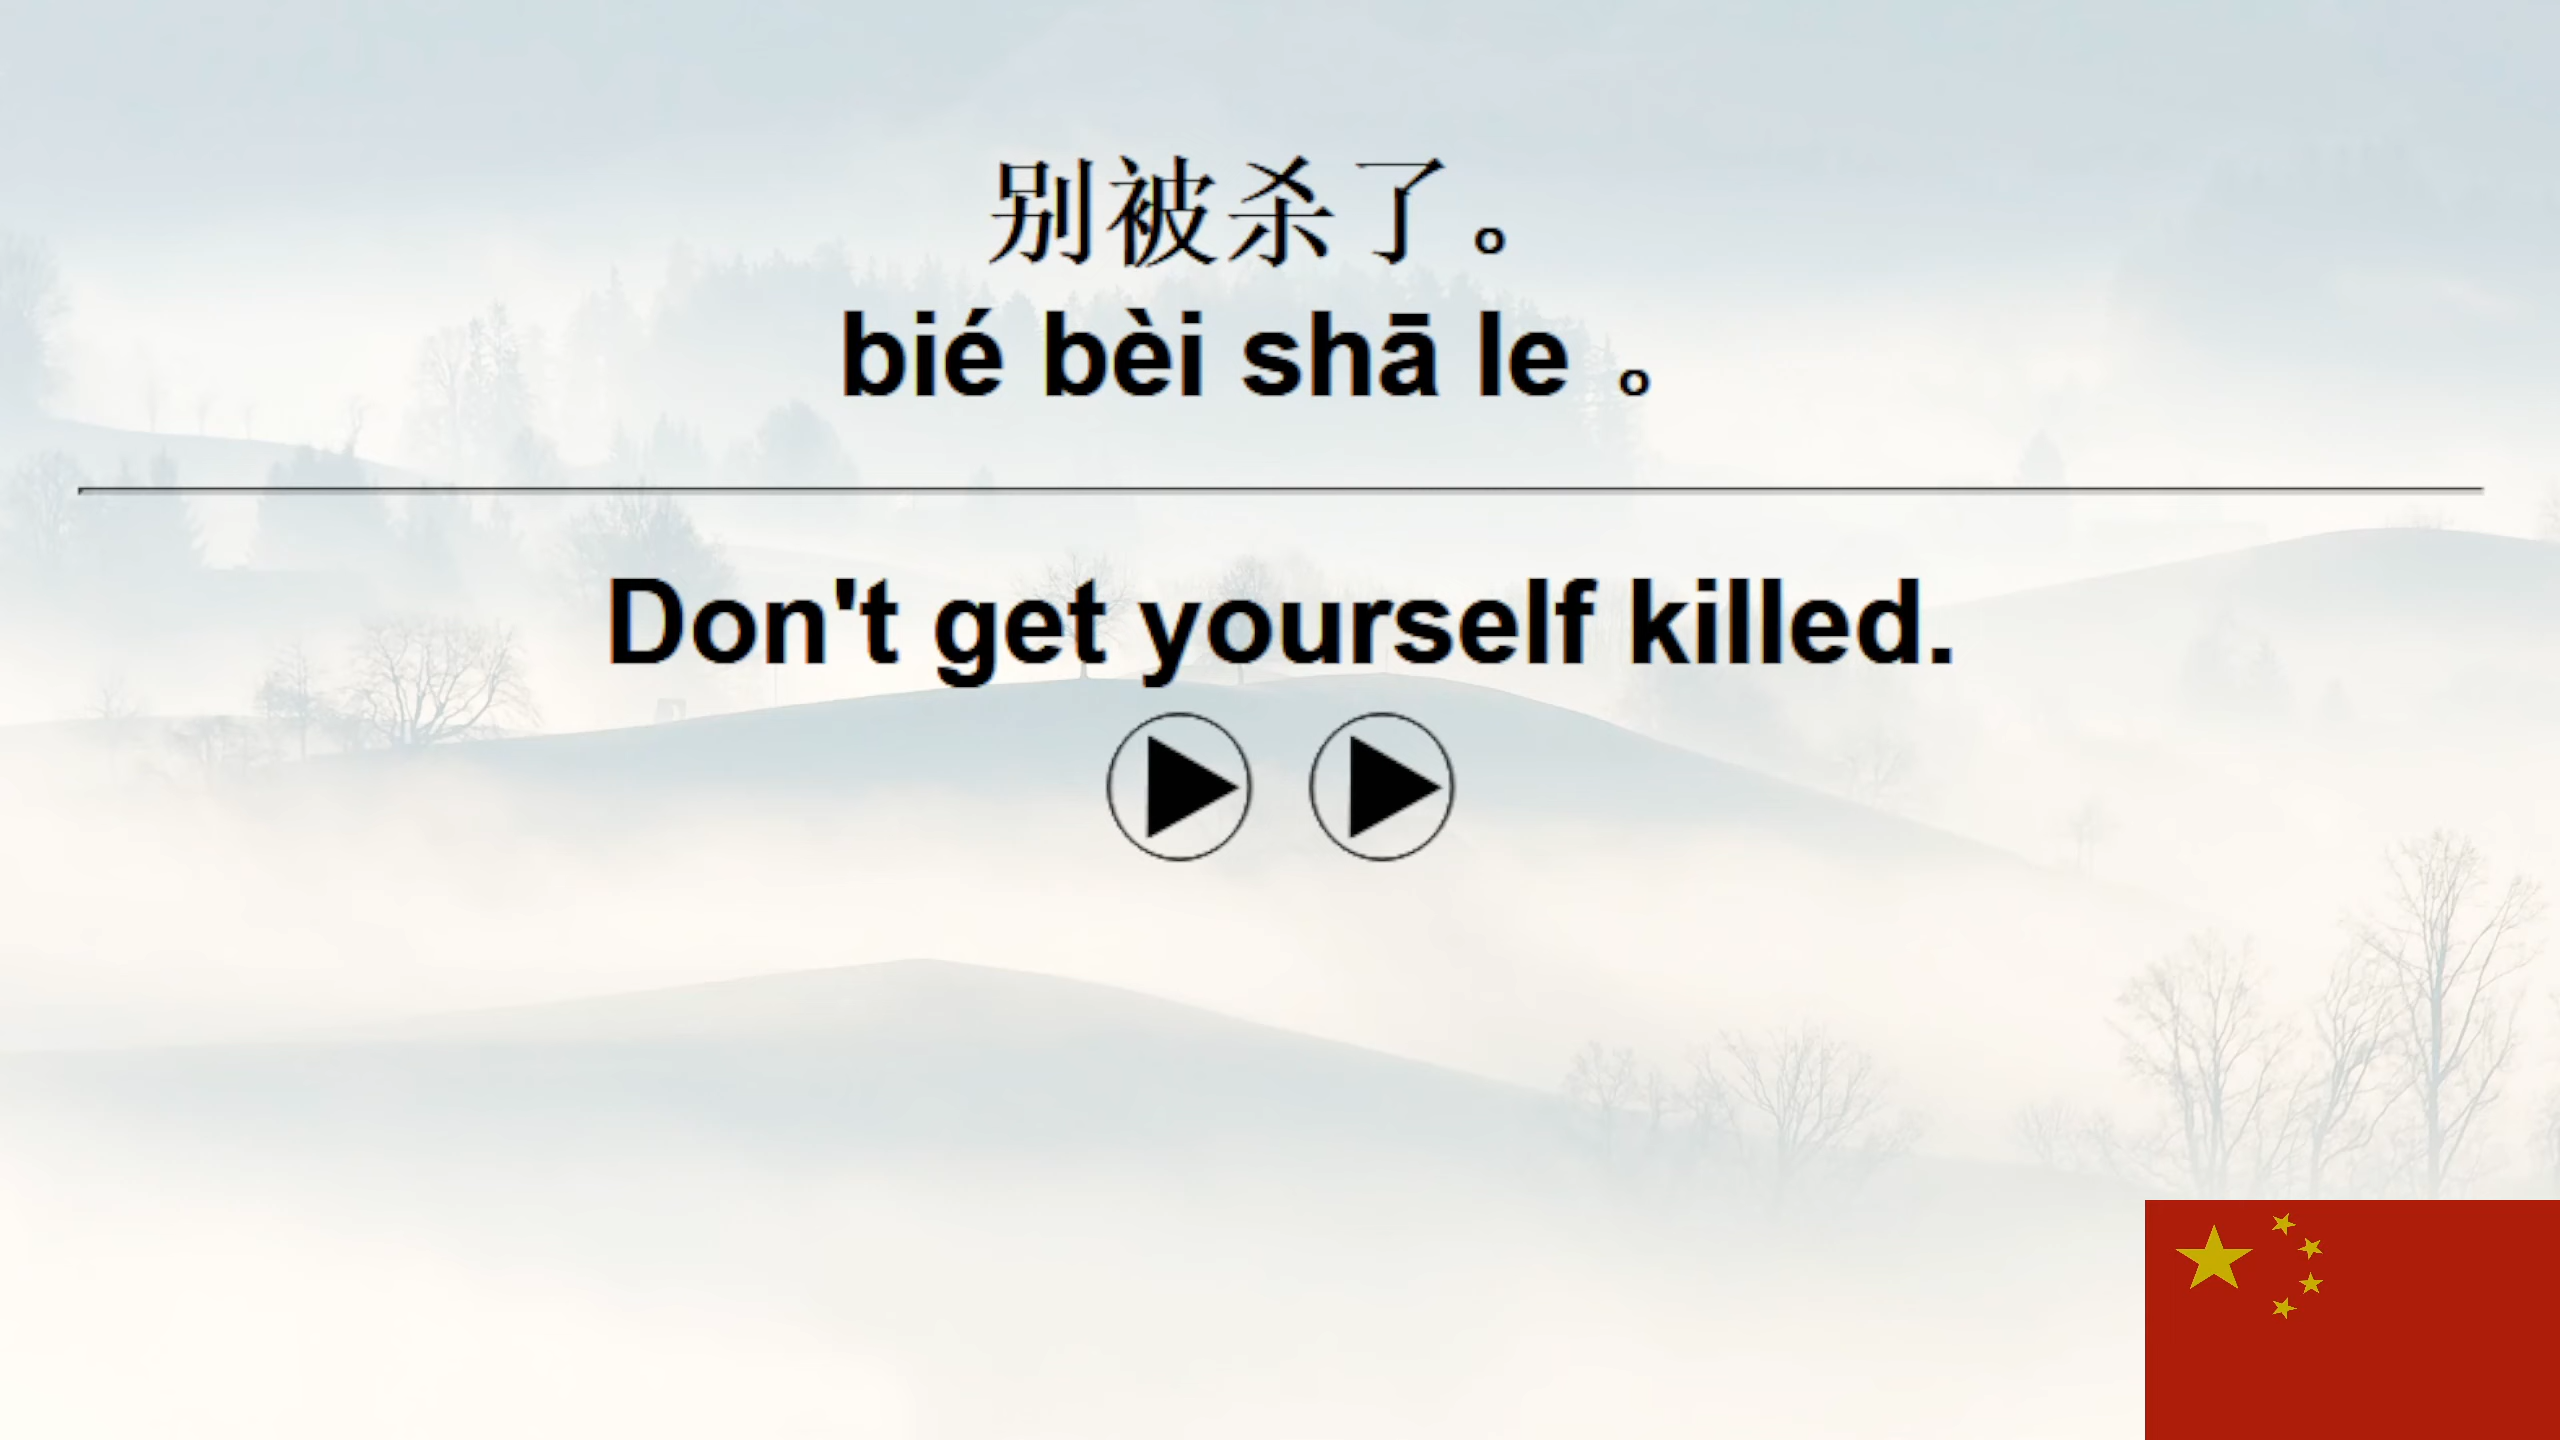 别被杀了。
bié bèi shā le 。
Don't get yourself killed.